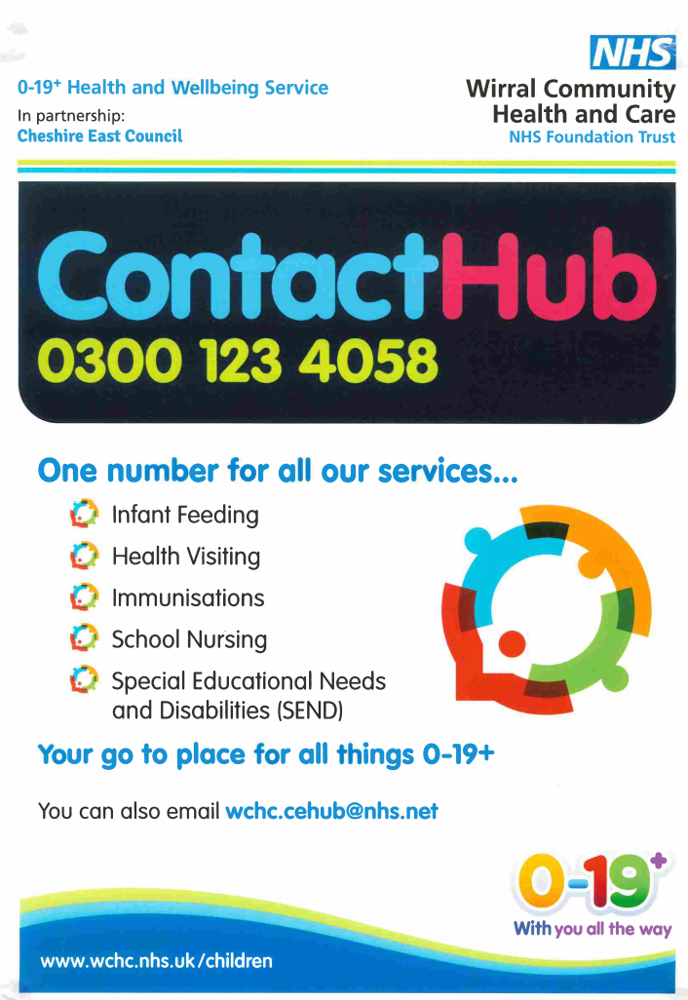 NHS
0-19+ Health and Wellbeing Service
Wirral Community
Health and Care
NHS Foundation Trust
In partnership:
Cheshire East Council
ContactHub
0300 123 4058
One number for all our services...
Infant Feeding
Health Visiting
Immunisations
School Nursing
Special Educational Needs
and Disabilities (SEND)
Your go to place for all things 0-19+
You can also email wchc.cehub@nhs.net
0-19+
With you all the way
www.wchc.nhs.uk/children